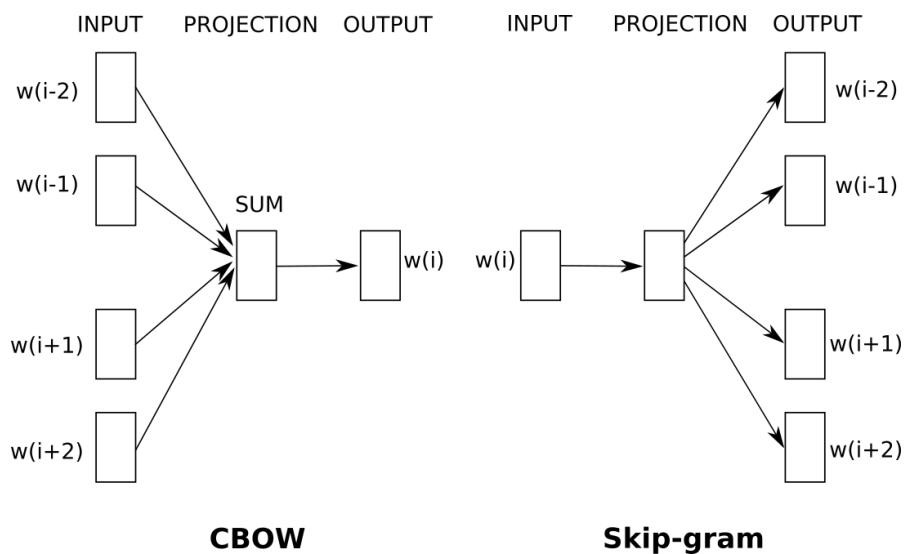 INPUT PROJECTION OUTPUT
w(i-2)
w(i-1)
SUM
w(i)
w(i+1)
w(i+2)
CBOW
INPUT PROJECTION OUTPUT
w(i-2)
w(i-1)
w(i)
w(i+1)
w(i+2)
Skip-gram